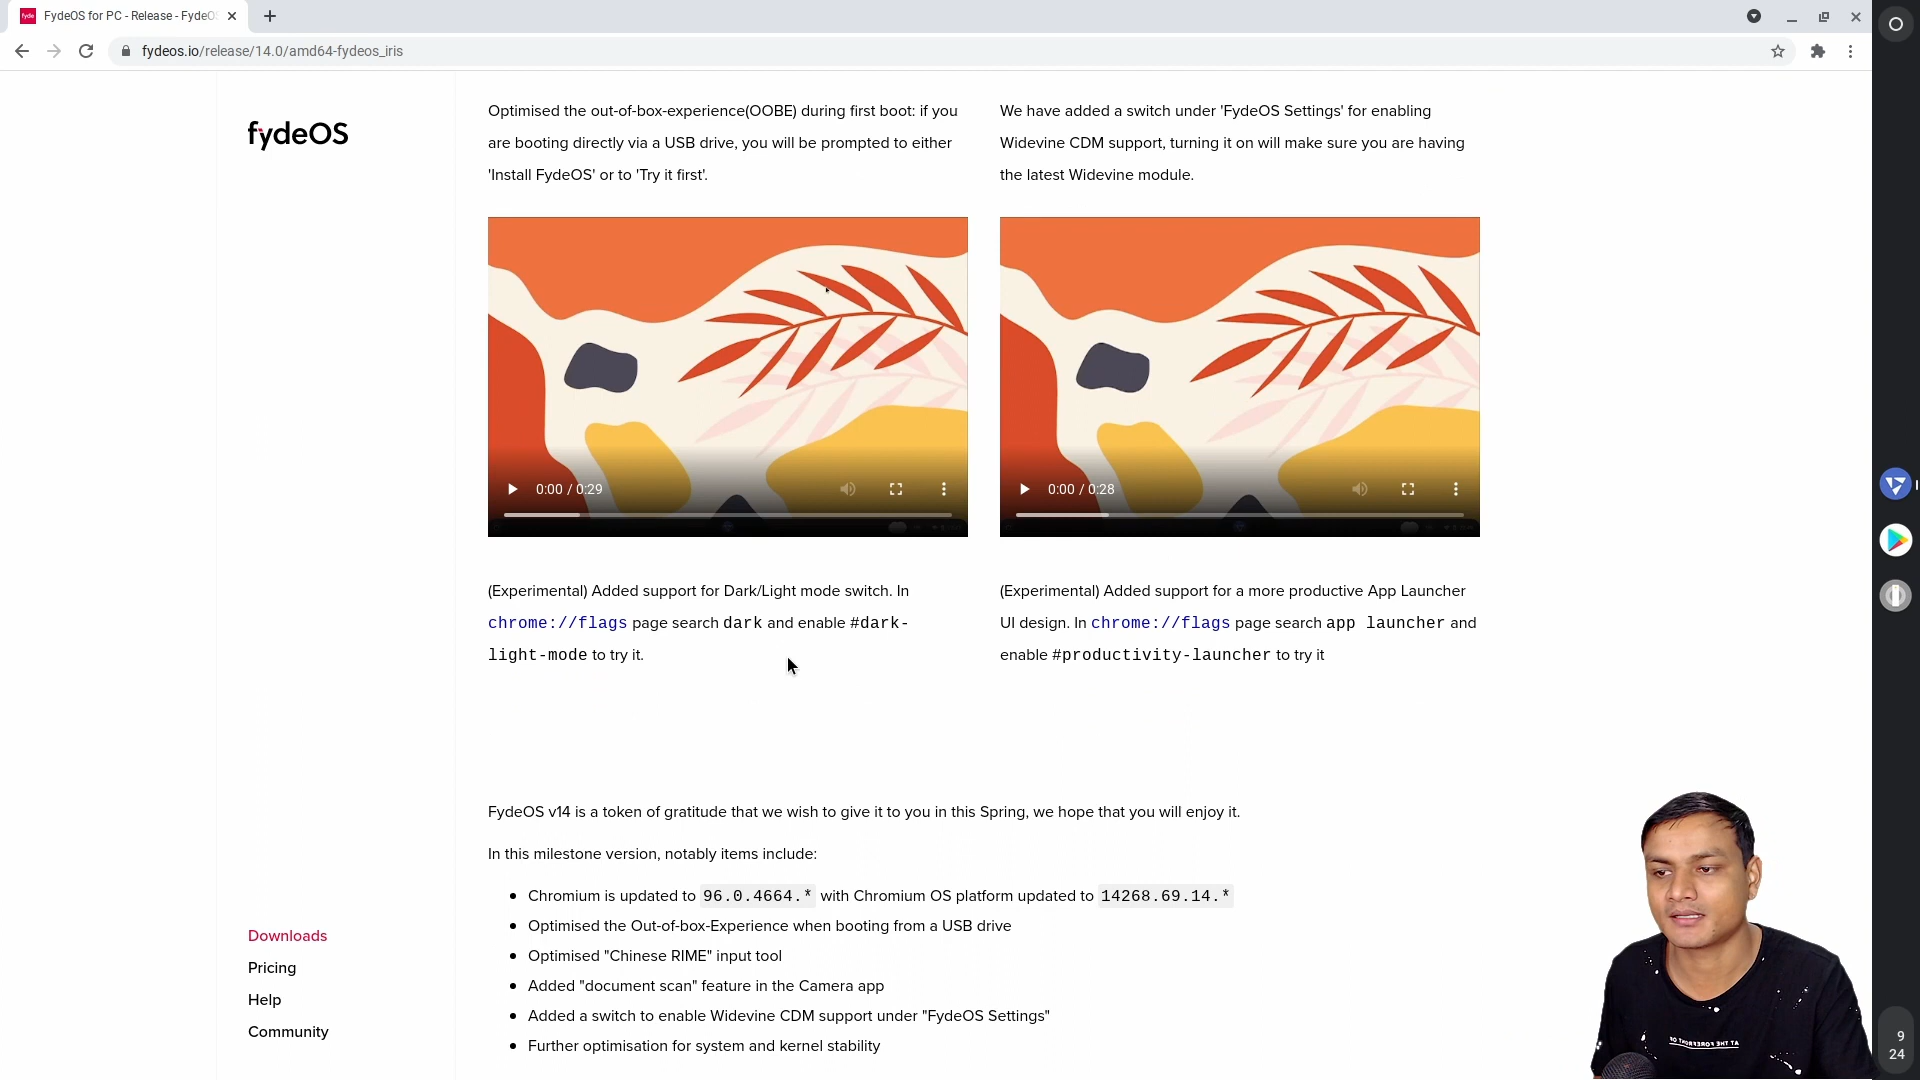 fyde
FydeOS for PC - Release - FydeOS
fydeos.io/release/14.0/amd64-fydeos_iris
fydeOS
Optimised the out-of-box-experience(OOBE) during first boot: if you
are booting directly via a USB drive, you will be prompted to either
'Install FydeOS' or to 'Try it first'.
We have added a switch under 'FydeOS Settings' for enabling
Widevine CDM support, turning it on will make sure you are having
the latest Widevine module.
0:00 / 0:29
0:00 / 0:28
(Experimental) Added support for Dark/Light mode switch. In
chrome://flags page search dark and enable #dark-
light-mode to try it.
(Experimental) Added support for a more productive App Launcher
UI design. In chrome://flags page search app launcher and
enable #productivity-launcher to try it
FydeOS v14 is a token of gratitude that we wish to give it to you in this Spring, we hope that you will enjoy it.
In this milestone version, notably items include:
Chromium is updated to 96.0.4664.* with Chromium OS platform updated to 14268.69.14.*
Optimised the Out-of-box-Experience when booting from a USB drive
Optimised "Chinese RIME" input tool
Added "document scan" feature in the Camera app
Added a switch to enable Widevine CDM support under "FydeOS Settings"
Further optimisation for system and kernel stability
Downloads
Pricing
Help
Community
AT THE FOREFRONT OF
9
24